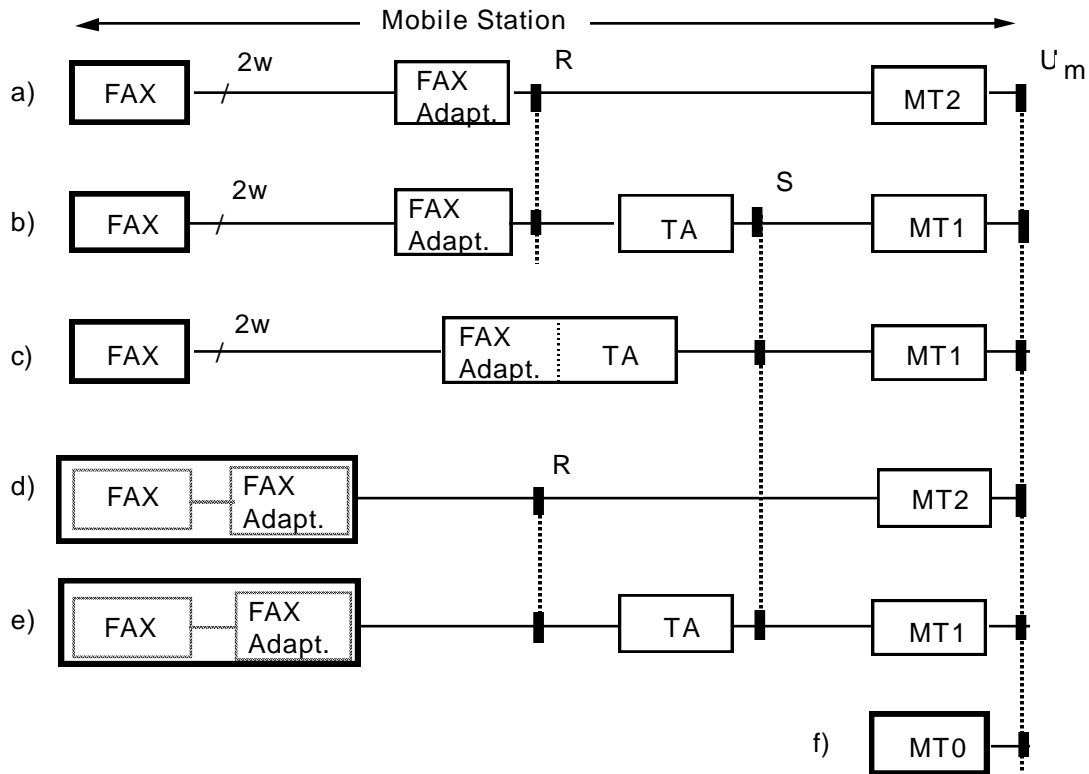 Mobile Station
2w R U m
a) FAX FAX Adapt. MT2
2w S
b) FAX FAX Adapt. TA MT1
2w
c) FAX FAX Adapt. TA MT1
R
d) FAX FAX Adapt. MT2
e) FAX FAX Adapt. TA MT1
f) MT0